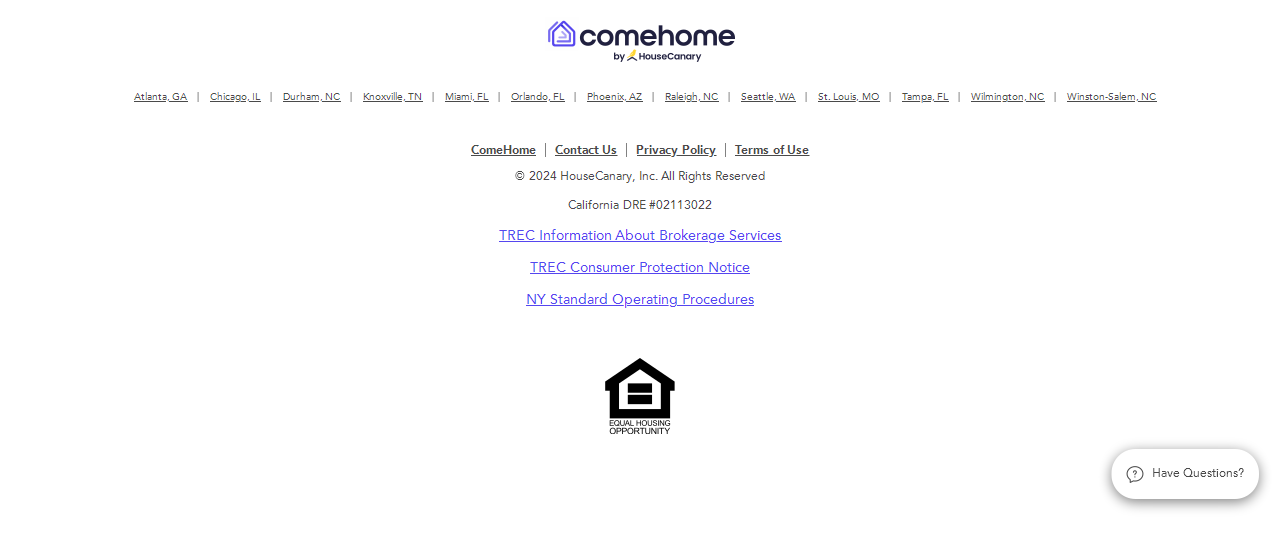 comehome
by HouseCanary
Atlanta, GA | Chicago, IL | Durham, NC | Knoxville, TN | Miami, FL | Orlando, FL | Phoenix, AZ | Raleigh, NC | Seattle, WA | St. Louis, MO | Tampa, FL | Wilmington, NC | Winston-Salem, NC
ComeHome | Contact Us | Privacy Policy | Terms of Use
© 2024 HouseCanary, Inc. All Rights Reserved
California DRE #02113022
TREC Information About Brokerage Services
TREC Consumer Protection Notice
NY Standard Operating Procedures
EQUAL HOUSING
OPPORTUNITY
Have Questions?